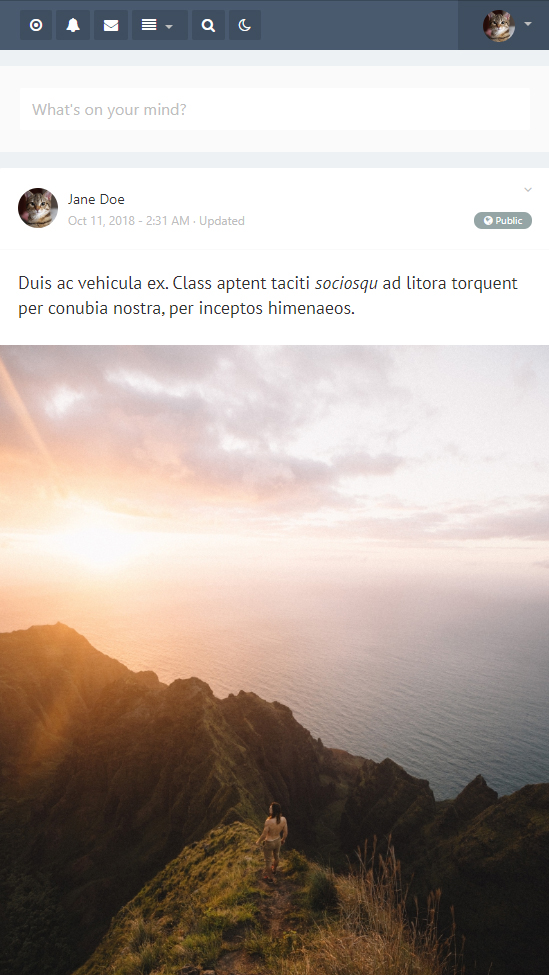 What's on your mind?
Jane Doe
Oct 11, 2018 - 2:31 AM · Updated
Public
Duis ac vehicula ex. Class aptent taciti sociosqu ad litora torquent
per conubia nostra, per inceptos himenaeos.